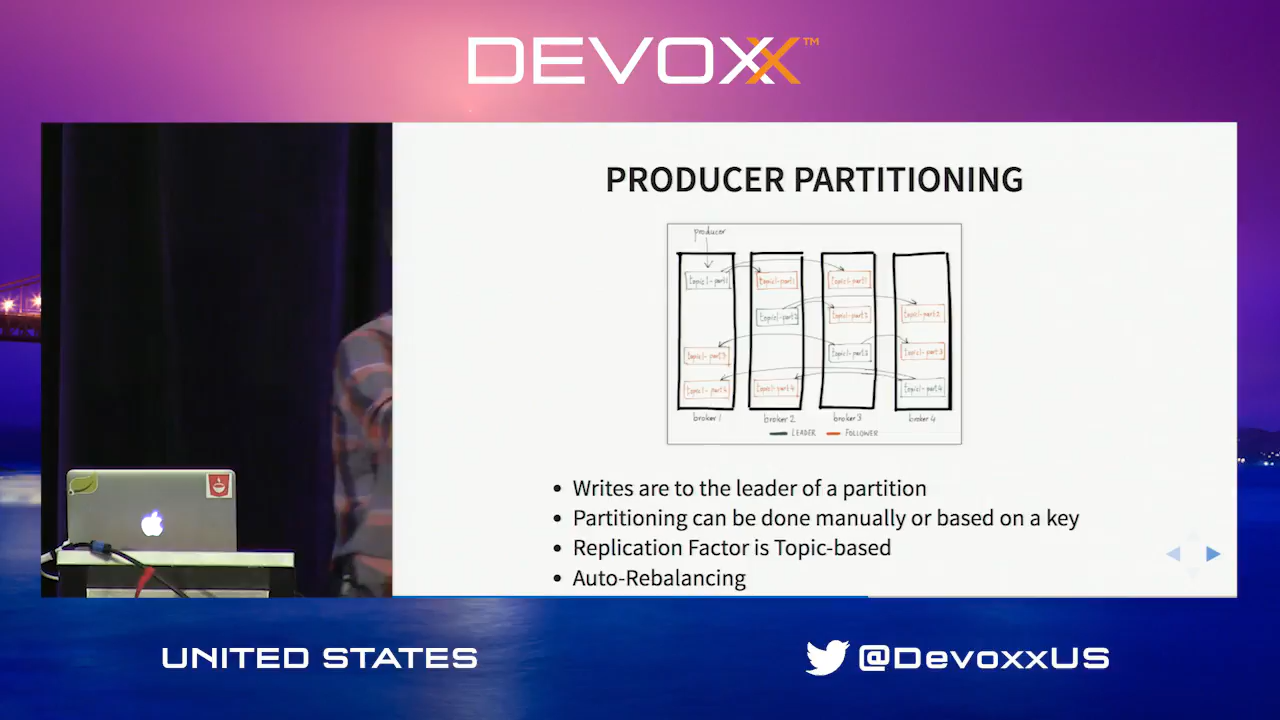 DEVOXX™
PRODUCER PARTITIONING
producer
topic1-part1 topic1-part1 topic1-part1
topic1-part2 topic1-part2 topic1-part2
topic1-part3 topic1-part3
topic1-part4 topic1-part4 topic1-part4
broker 1 broker 2 broker 3 broker 4
LEADER FOLLOWER
• Writes are to the leader of a partition
• Partitioning can be done manually or based on a key
• Replication Factor is Topic-based
• Auto-Rebalancing
UNITED STATES
@DevoxxUS